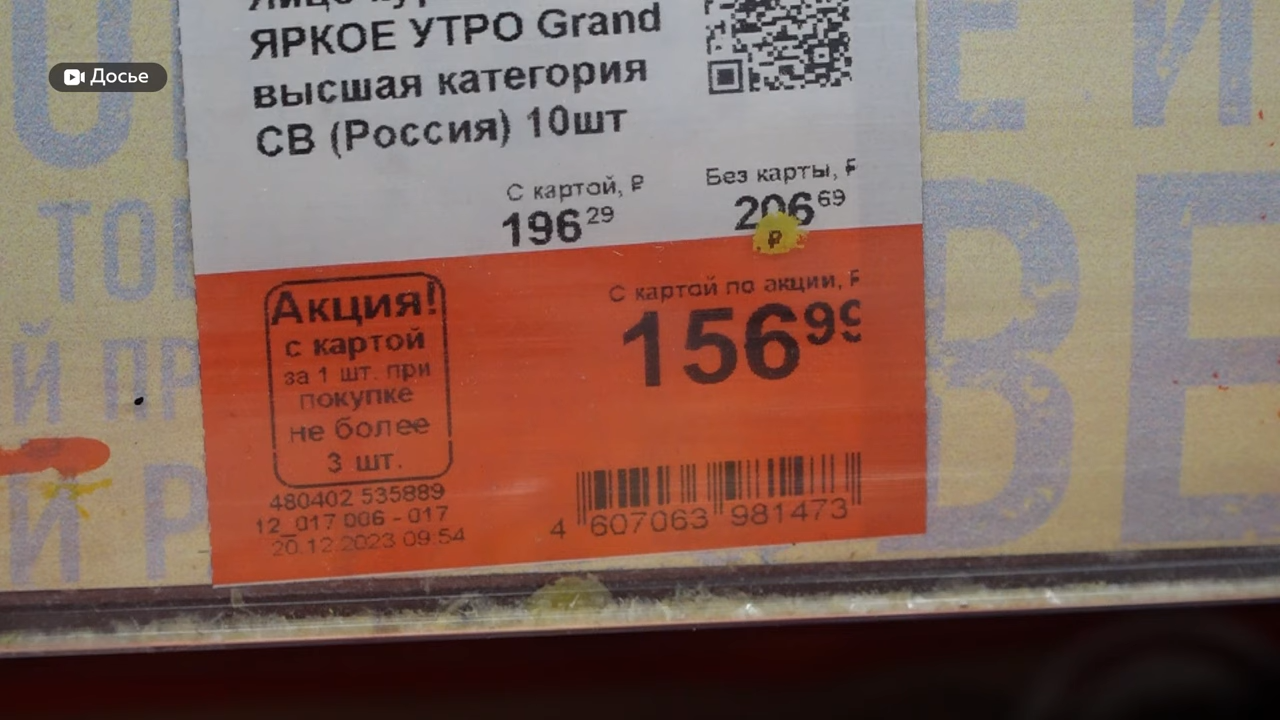 Досье
ЯРКОЕ УТРО Grand
высшая категория
СВ (Россия) 10шт
С картой, ₽
196 29
Без карты, ₽
206 69
₽
С картой по акции, ₽
156 99
Акция!
с картой
за 1 шт. при
покупке
не более
3 шт.
480402 535889
12_017 006 - 017
20.12.2023 09:54
4 607063 981473